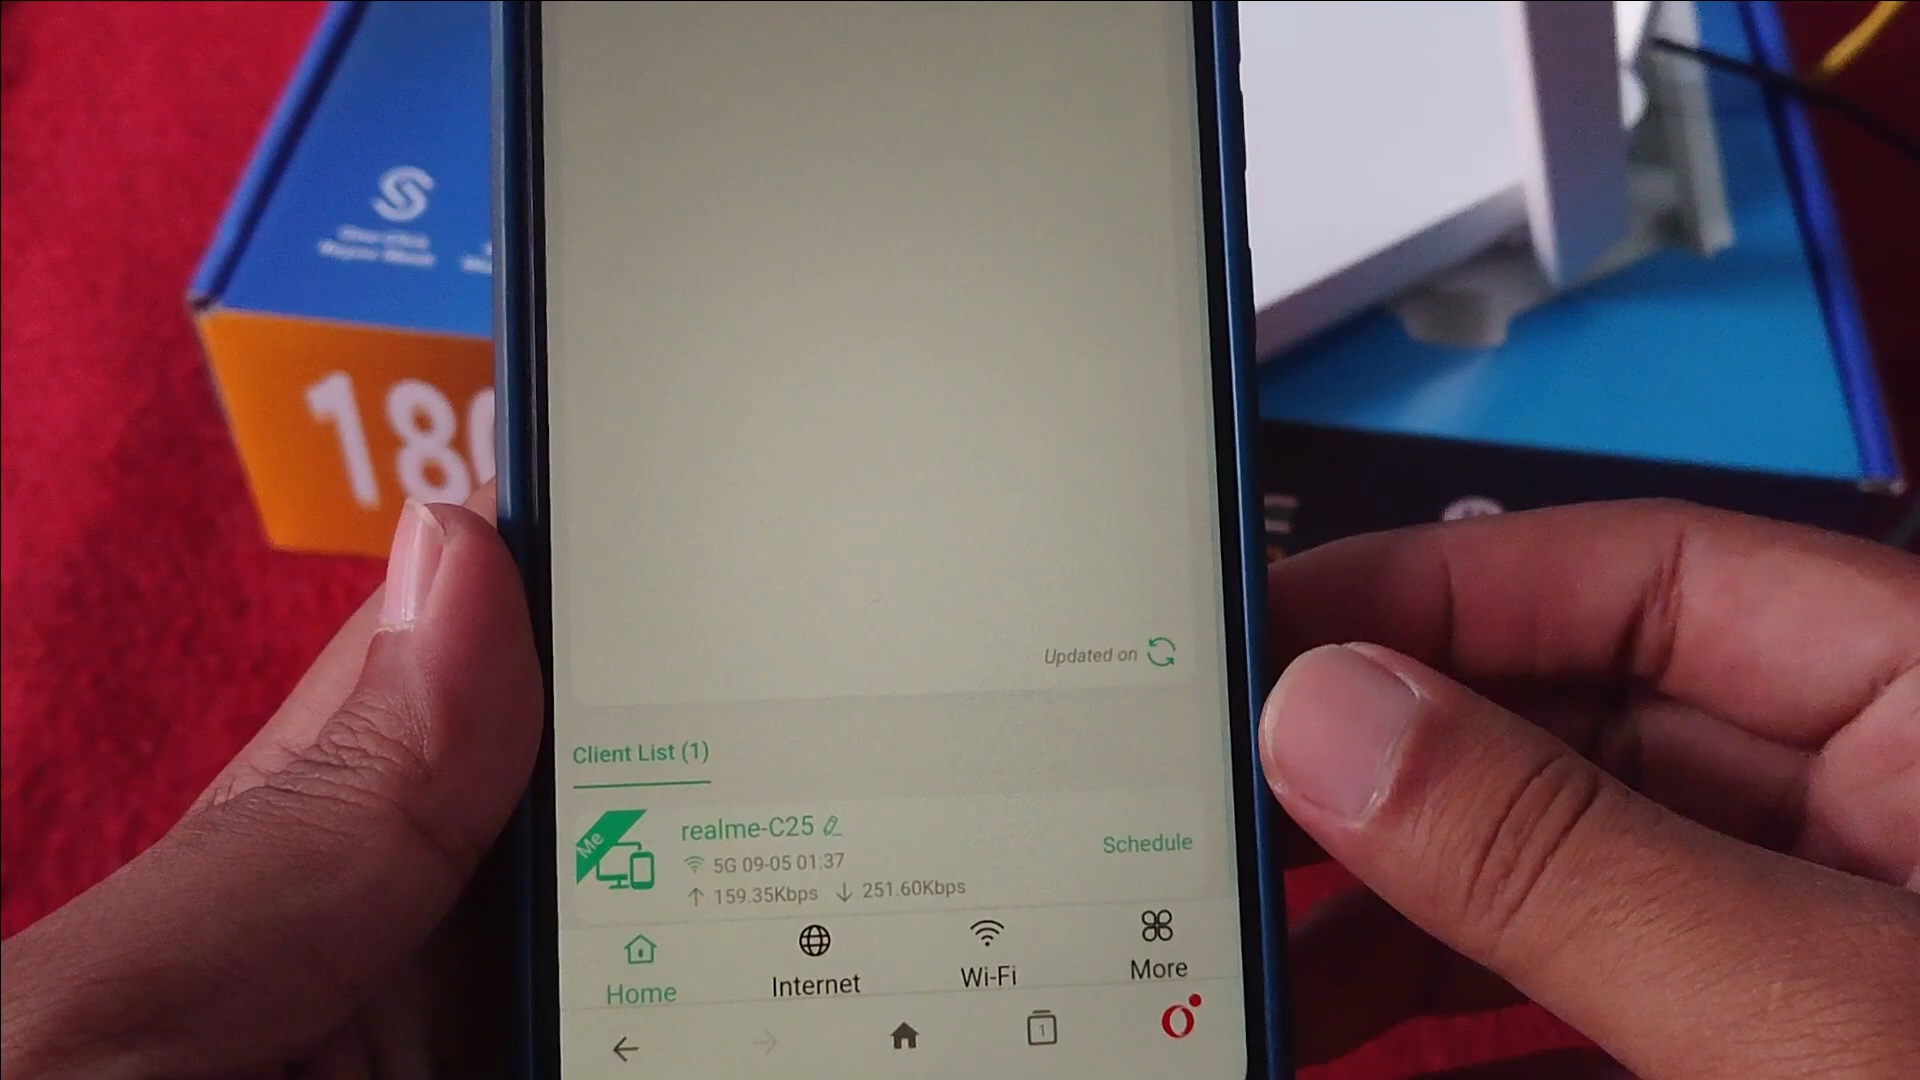 180
Updated on
Client List (1)
Me
realme-C25
5G 09-05 01:37
↑ 159.35Kbps ↓ 251.60Kbps
Schedule
Home
Internet
Wi-Fi
More
1